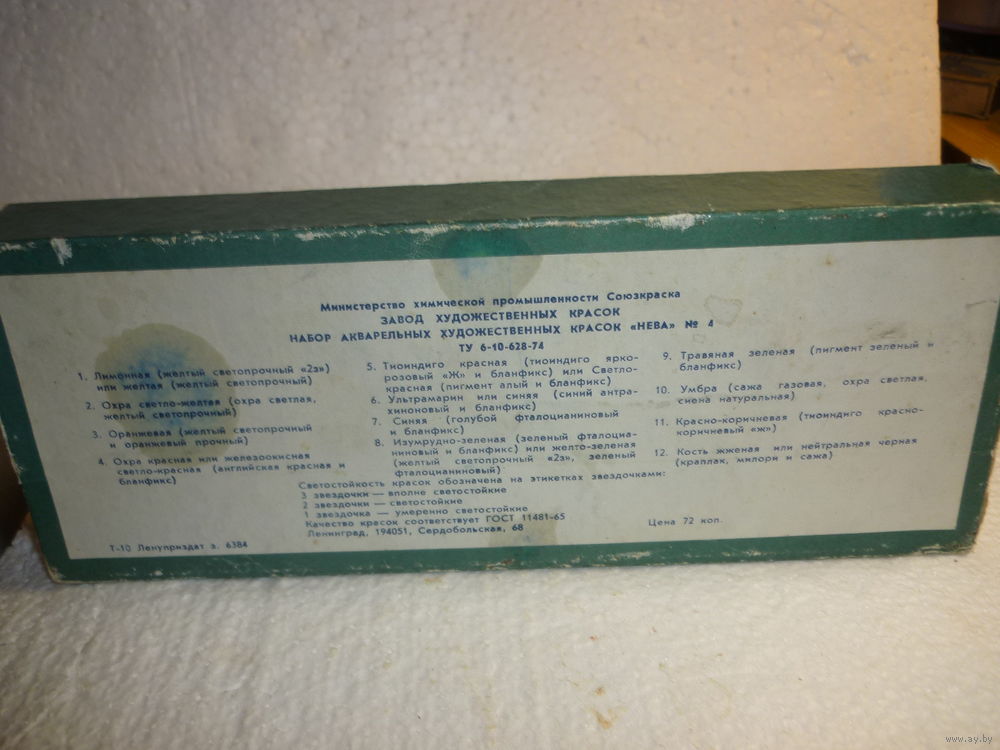 Министерство химической промышленности Союзкраска
ЗАВОД ХУДОЖЕСТВЕННЫХ КРАСОК
НАБОР АКВАРЕЛЬНЫХ ХУДОЖЕСТВЕННЫХ КРАСОК «НЕВА» № 4
ТУ 6-10-628-74
1. Лимонная (желтый светопрочный «2з»)
или желтая (желтый светопрочный)
2. Охра светло-желтая (охра светлая,
желтый светопрочный)
3. Оранжевая (желтый светопрочный
и оранжевый прочный)
4. Охра красная или железоокисная
светло-красная (английская красная и
бланфикс)
5. Тиоиндиго красная (тиоиндиго ярко-
розовый «Ж» и бланфикс) или Светло-
красная (пигмент алый и бланфикс)
6. Ультрамарин или синяя (синий антра-
хиноновый и бланфикс)
7. Синяя (голубой фталоцианиновый
и бланфикс)
8. Изумрудно-зеленая (зеленый фталоциа-
ниновый и бланфикс) или желто-зеленая
(желтый светопрочный «2з», зеленый
фталоцианиновый)
9. Травяная зеленая (пигмент зеленый и
бланфикс)
10. Умбра (сажа газовая, охра светлая,
сиена натуральная)
11. Красно-коричневая (тиоиндиго красно-
коричневый «ж»)
12. Кость жженая или нейтральная черная
(краплак, милори и сажа)
Светостойкость красок обозначена на этикетках звездочками:
3 звездочки — вполне светостойкие
2 звездочки — светостойкие
1 звездочка — умеренно светостойкие
Качество красок соответствует ГОСТ 11481-65
Ленинград, 194051, Сердобольская, 68
Цена 72 коп.
Т-10 Ленуприздат з. 6384
www.ay.by